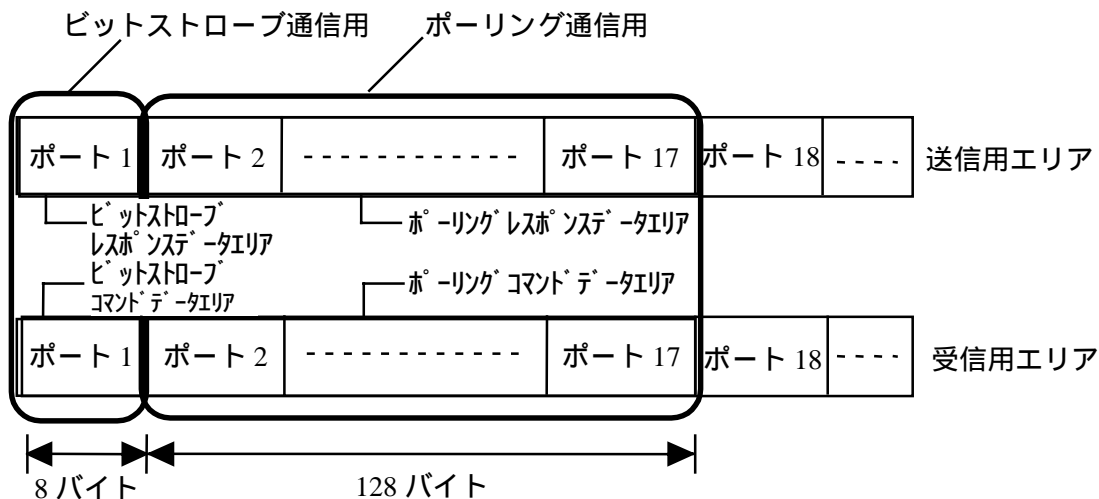 ビットストローブ通信用 ポーリング通信用
ポート 1 ポート 2 ------------ ポート 17 ポート 18 ---- 送信用エリア
ﾋﾞｯﾄｽﾄﾛｰﾌﾞ
ﾚｽﾎﾟﾝｽﾃﾞｰﾀｴﾘｱ
ﾎﾟｰﾘﾝｸﾞﾚｽﾎﾟﾝｽﾃﾞｰﾀｴﾘｱ
ﾋﾞｯﾄｽﾄﾛｰﾌﾞ
ｺﾏﾝﾄﾞﾃﾞｰﾀｴﾘｱ
ﾎﾟｰﾘﾝｸﾞｺﾏﾝﾄﾞﾃﾞｰﾀｴﾘｱ
ポート 1 ポート 2 ------------ ポート 17 ポート 18 ---- 受信用エリア
8 バイト 128 バイト